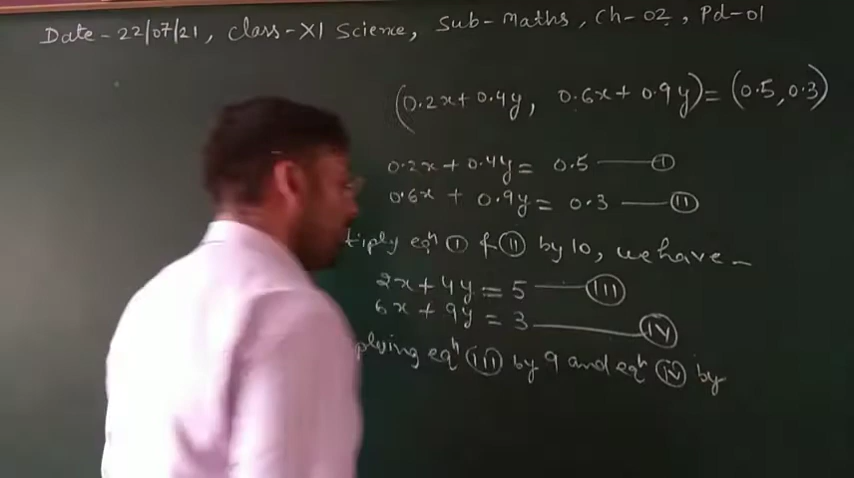 Date - 22/07/21, Class - XI Science, Sub - Maths, Ch - 02, Pd - 01
(0.2x + 0.4y, 0.6x + 0.9y) = (0.5, 0.3)
0.2x + 0.4y = 0.5 — I
0.6x + 0.9y = 0.3 — II
tiply eqⁿ I & II by 10, we have -
2x + 4y = 5 — III
6x + 9y = 3 — IV
plying eqⁿ III by 9 and eqⁿ IV by